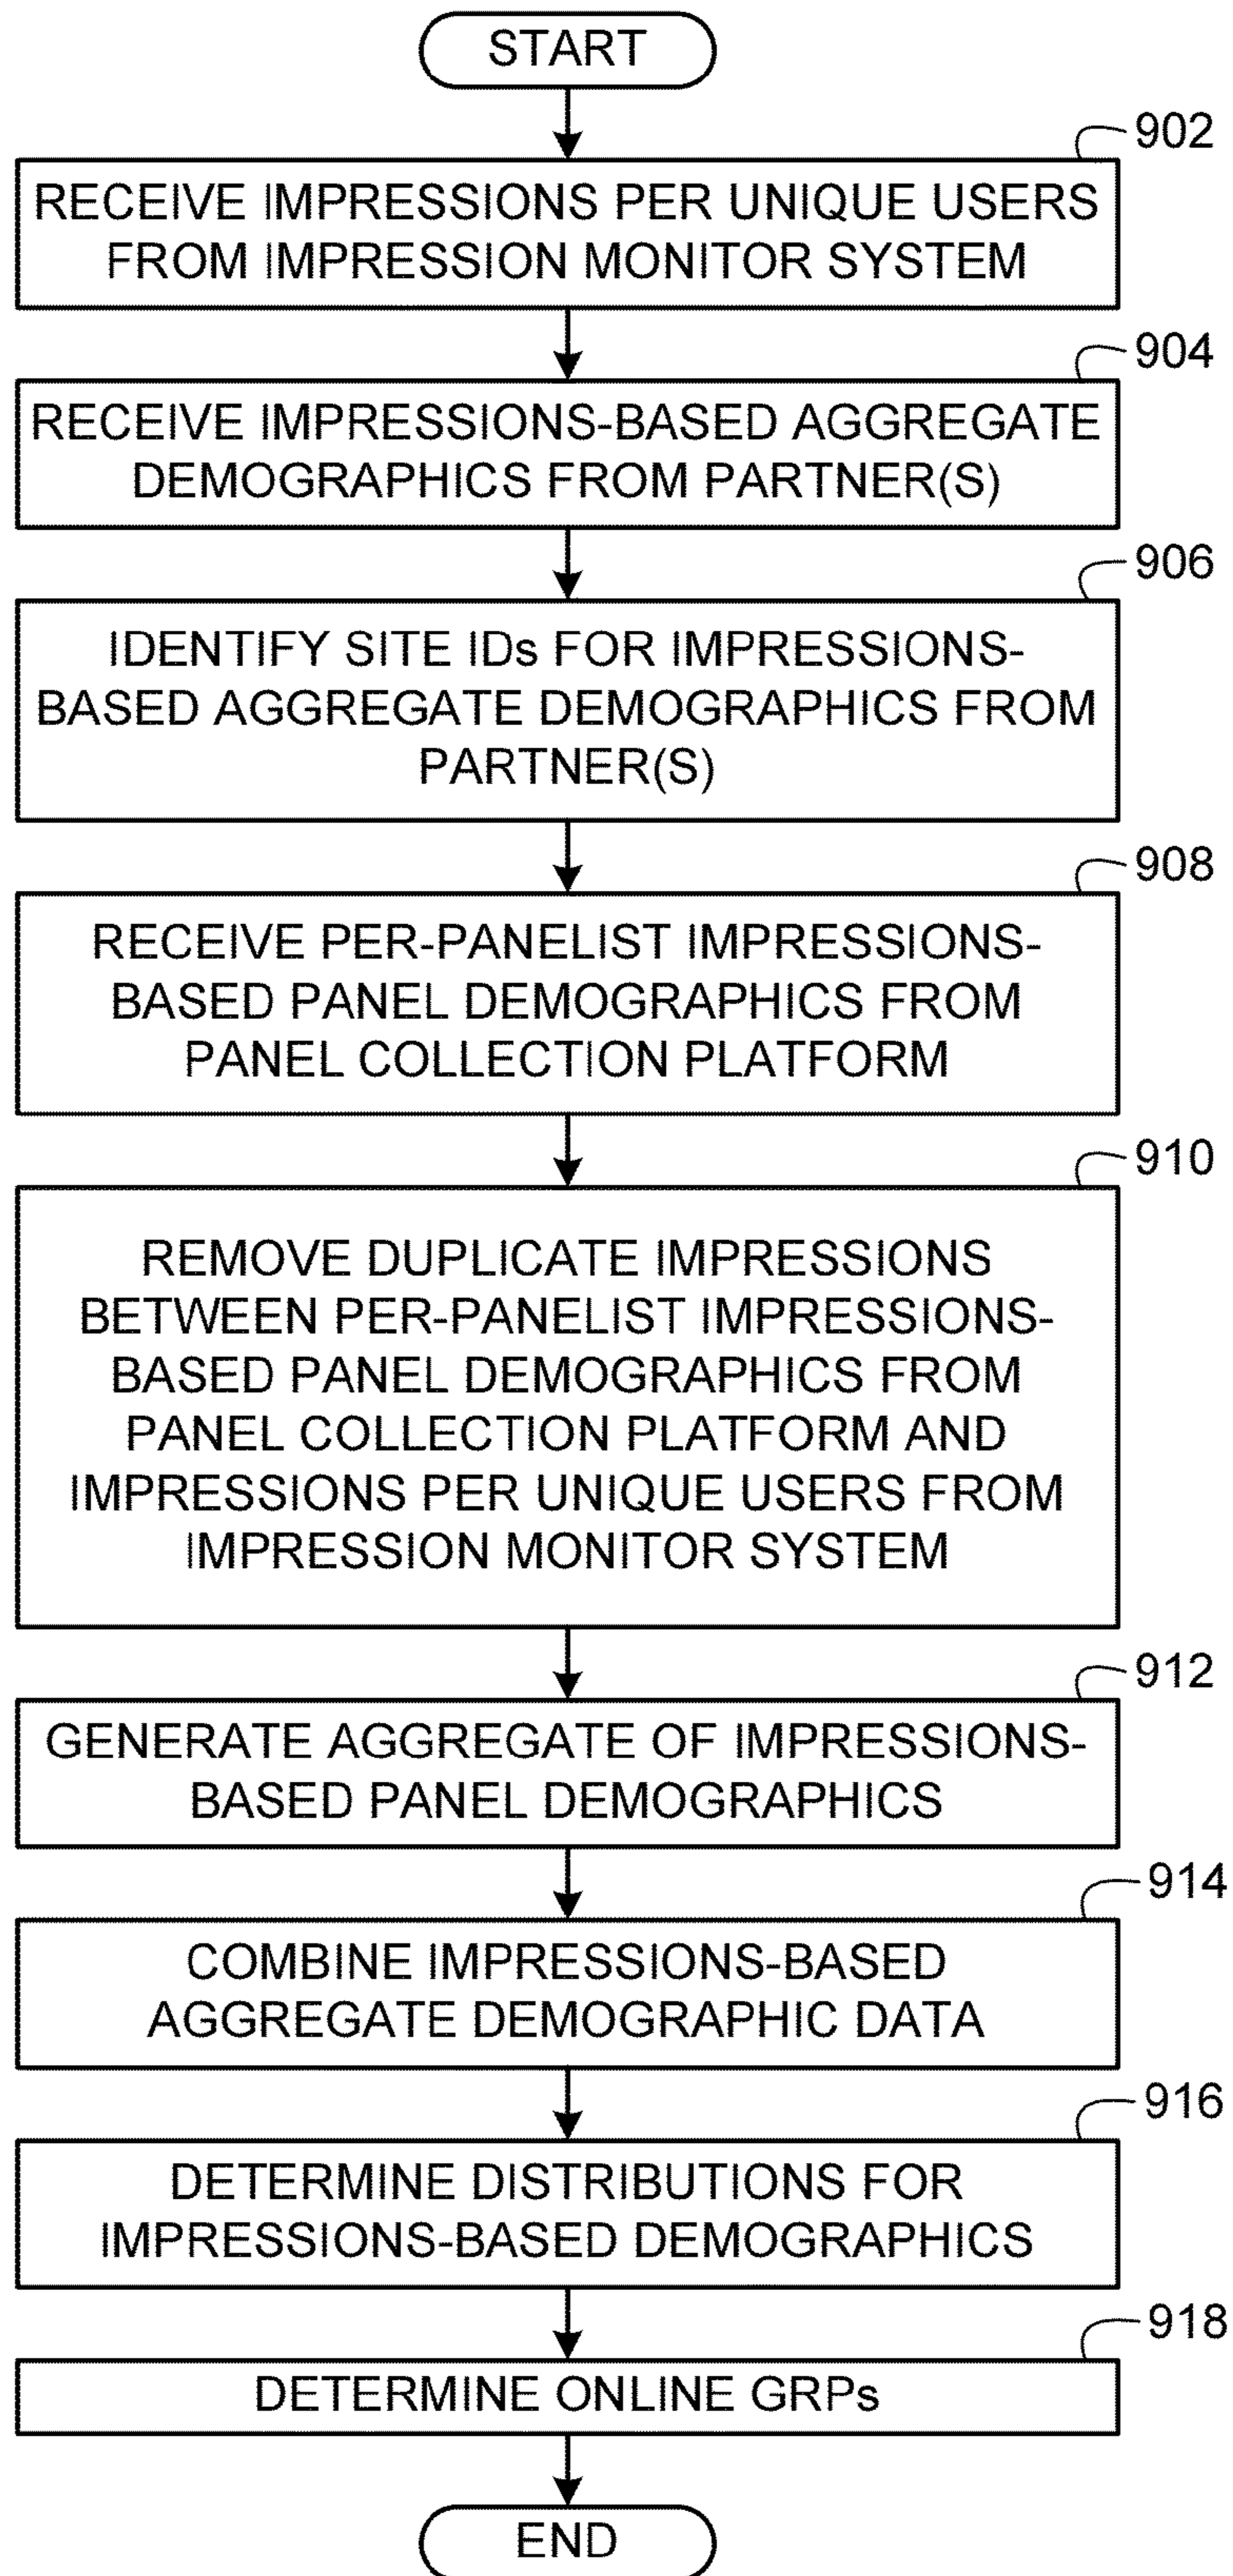 START
902
RECEIVE IMPRESSIONS PER UNIQUE USERS
FROM IMPRESSION MONITOR SYSTEM
904
RECEIVE IMPRESSIONS-BASED AGGREGATE
DEMOGRAPHICS FROM PARTNER(S)
906
IDENTIFY SITE IDs FOR IMPRESSIONS-
BASED AGGREGATE DEMOGRAPHICS FROM
PARTNER(S)
908
RECEIVE PER-PANELIST IMPRESSIONS-
BASED PANEL DEMOGRAPHICS FROM
PANEL COLLECTION PLATFORM
910
REMOVE DUPLICATE IMPRESSIONS
BETWEEN PER-PANELIST IMPRESSIONS-
BASED PANEL DEMOGRAPHICS FROM
PANEL COLLECTION PLATFORM AND
IMPRESSIONS PER UNIQUE USERS FROM
IMPRESSION MONITOR SYSTEM
912
GENERATE AGGREGATE OF IMPRESSIONS-
BASED PANEL DEMOGRAPHICS
914
COMBINE IMPRESSIONS-BASED
AGGREGATE DEMOGRAPHIC DATA
916
DETERMINE DISTRIBUTIONS FOR
IMPRESSIONS-BASED DEMOGRAPHICS
918
DETERMINE ONLINE GRPs
END